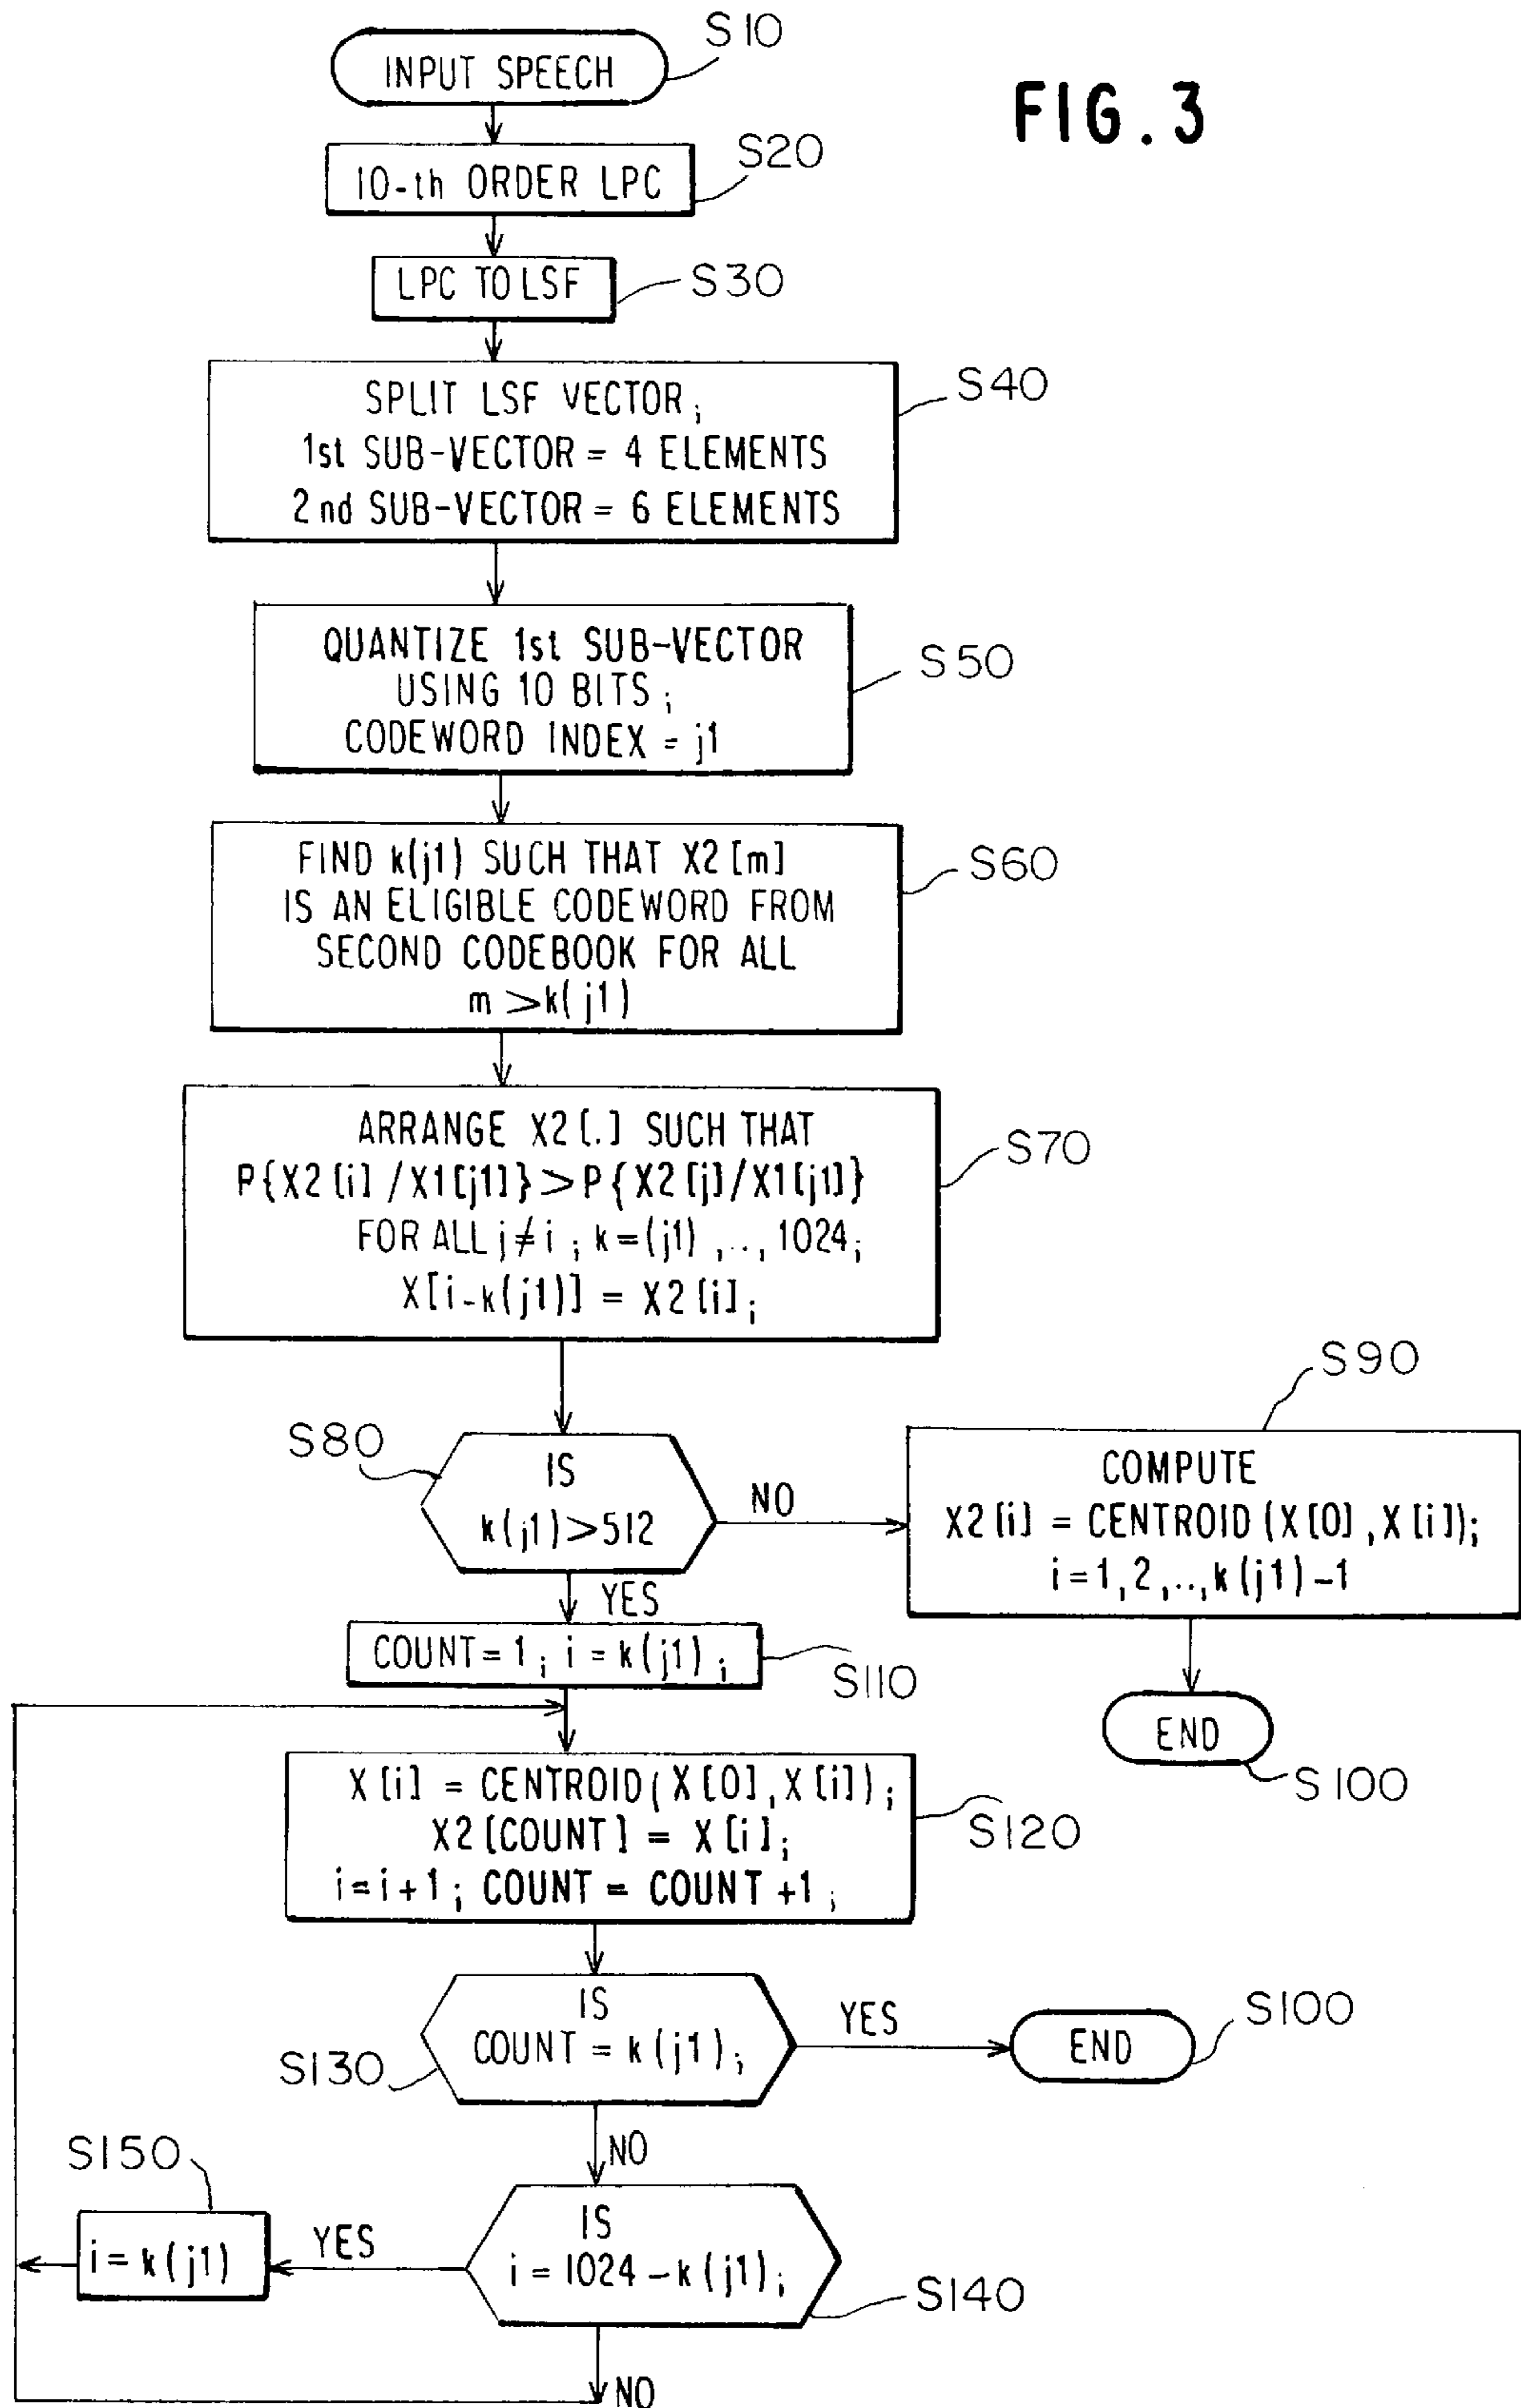 FIG. 3
S10
INPUT SPEECH
S20
10-th ORDER LPC
S30
LPC TO LSF
S40
SPLIT LSF VECTOR;
1st SUB-VECTOR = 4 ELEMENTS
2nd SUB-VECTOR = 6 ELEMENTS
S50
QUANTIZE 1st SUB-VECTOR
USING 10 BITS;
CODEWORD INDEX = j1
S60
FIND k(j1) SUCH THAT X2[m]
IS AN ELIGIBLE CODEWORD FROM
SECOND CODEBOOK FOR ALL
m > k(j1)
S70
ARRANGE X2[.] SUCH THAT
P{X2[i]/X1[j1]} > P{X2[j]/X1[j1]}
FOR ALL j ≠ i; k = (j1), .., 1024;
X[i-k(j1)] = X2[i];
S80
IS
k(j1) > 512
NO
YES
S90
COMPUTE
X2[i] = CENTROID (X[0], X[i]);
i = 1, 2, .., k(j1)-1
END
S100
COUNT = 1; i = k(j1);
S110
X[i] = CENTROID(X[0], X[i]);
X2[COUNT] = X[i];
i = i+1; COUNT = COUNT +1;
S120
IS
COUNT = k(j1);
S130
YES
END
S100
NO
IS
i = 1024 - k(j1);
S140
YES
S150
i = k(j1)
NO